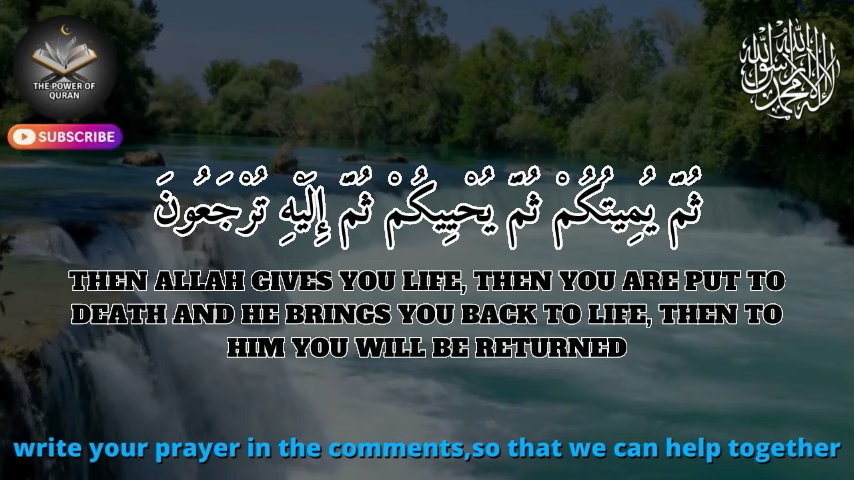 THE POWER OF
QURAN
SUBSCRIBE
ثُمَّ يُمِيتُكُمْ ثُمَّ يُحْيِيكُمْ ثُمَّ إِلَيْهِ تُرْجَعُونَ
THEN ALLAH GIVES YOU LIFE, THEN YOU ARE PUT TO
DEATH AND HE BRINGS YOU BACK TO LIFE, THEN TO
HIM YOU WILL BE RETURNED
write your prayer in the comments,so that we can help together